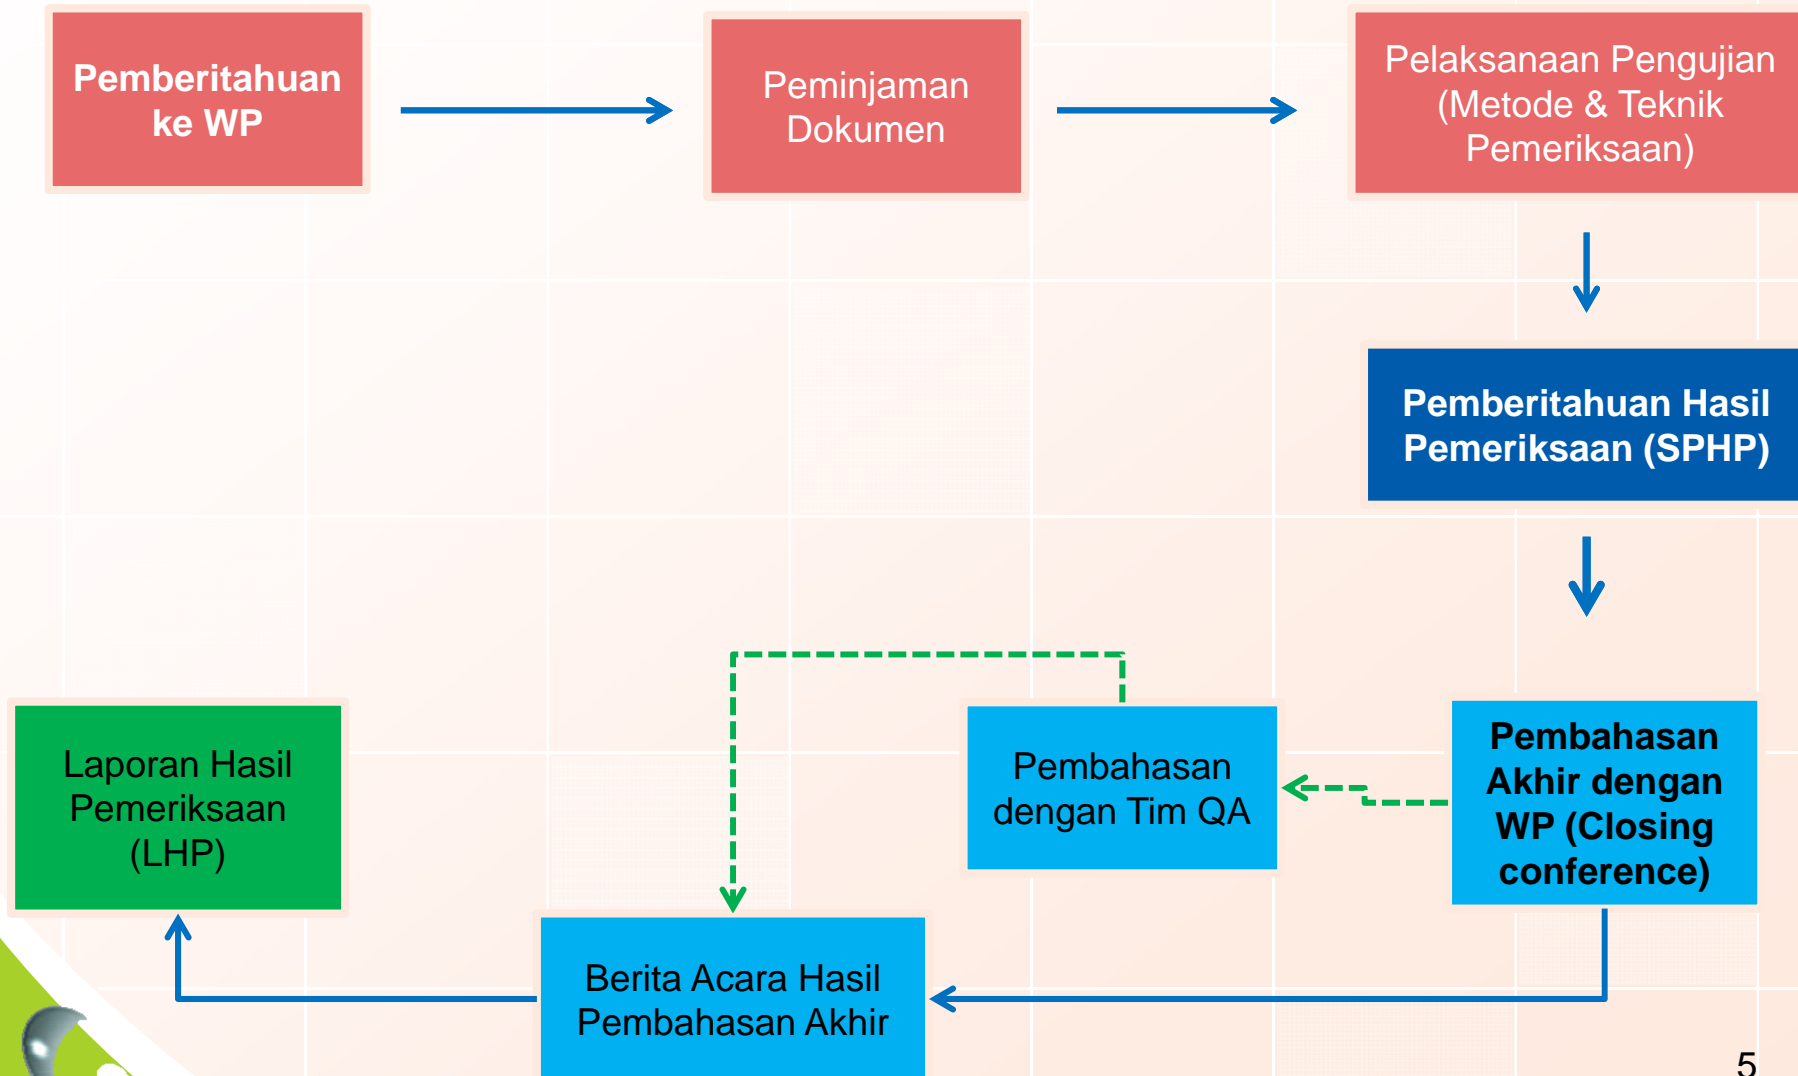 Pemberitahuan
ke WP
Peminjaman
Dokumen
Pelaksanaan Pengujian
(Metode & Teknik
Pemeriksaan)
Pemberitahuan Hasil
Pemeriksaan (SPHP)
Pembahasan
Akhir dengan
WP (Closing
conference)
Pembahasan
dengan Tim QA
Laporan Hasil
Pemeriksaan
(LHP)
Berita Acara Hasil
Pembahasan Akhir
5